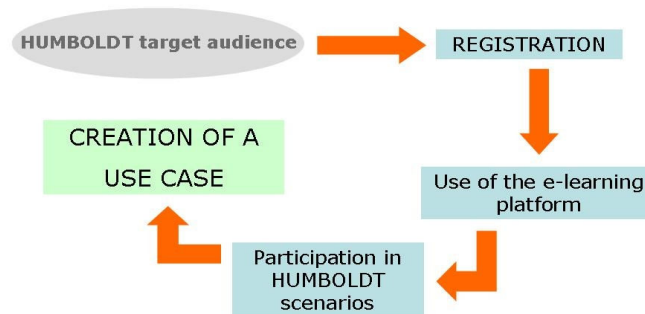 HUMBOLDT target audience
REGISTRATION
Use of the e-learning
platform
Participation in
HUMBOLDT
scenarios
CREATION OF A
USE CASE